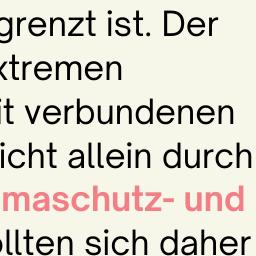 grenzt ist. Der
xtremen
it verbundenen
icht allein durch
maschutz- und
ollten sich daher